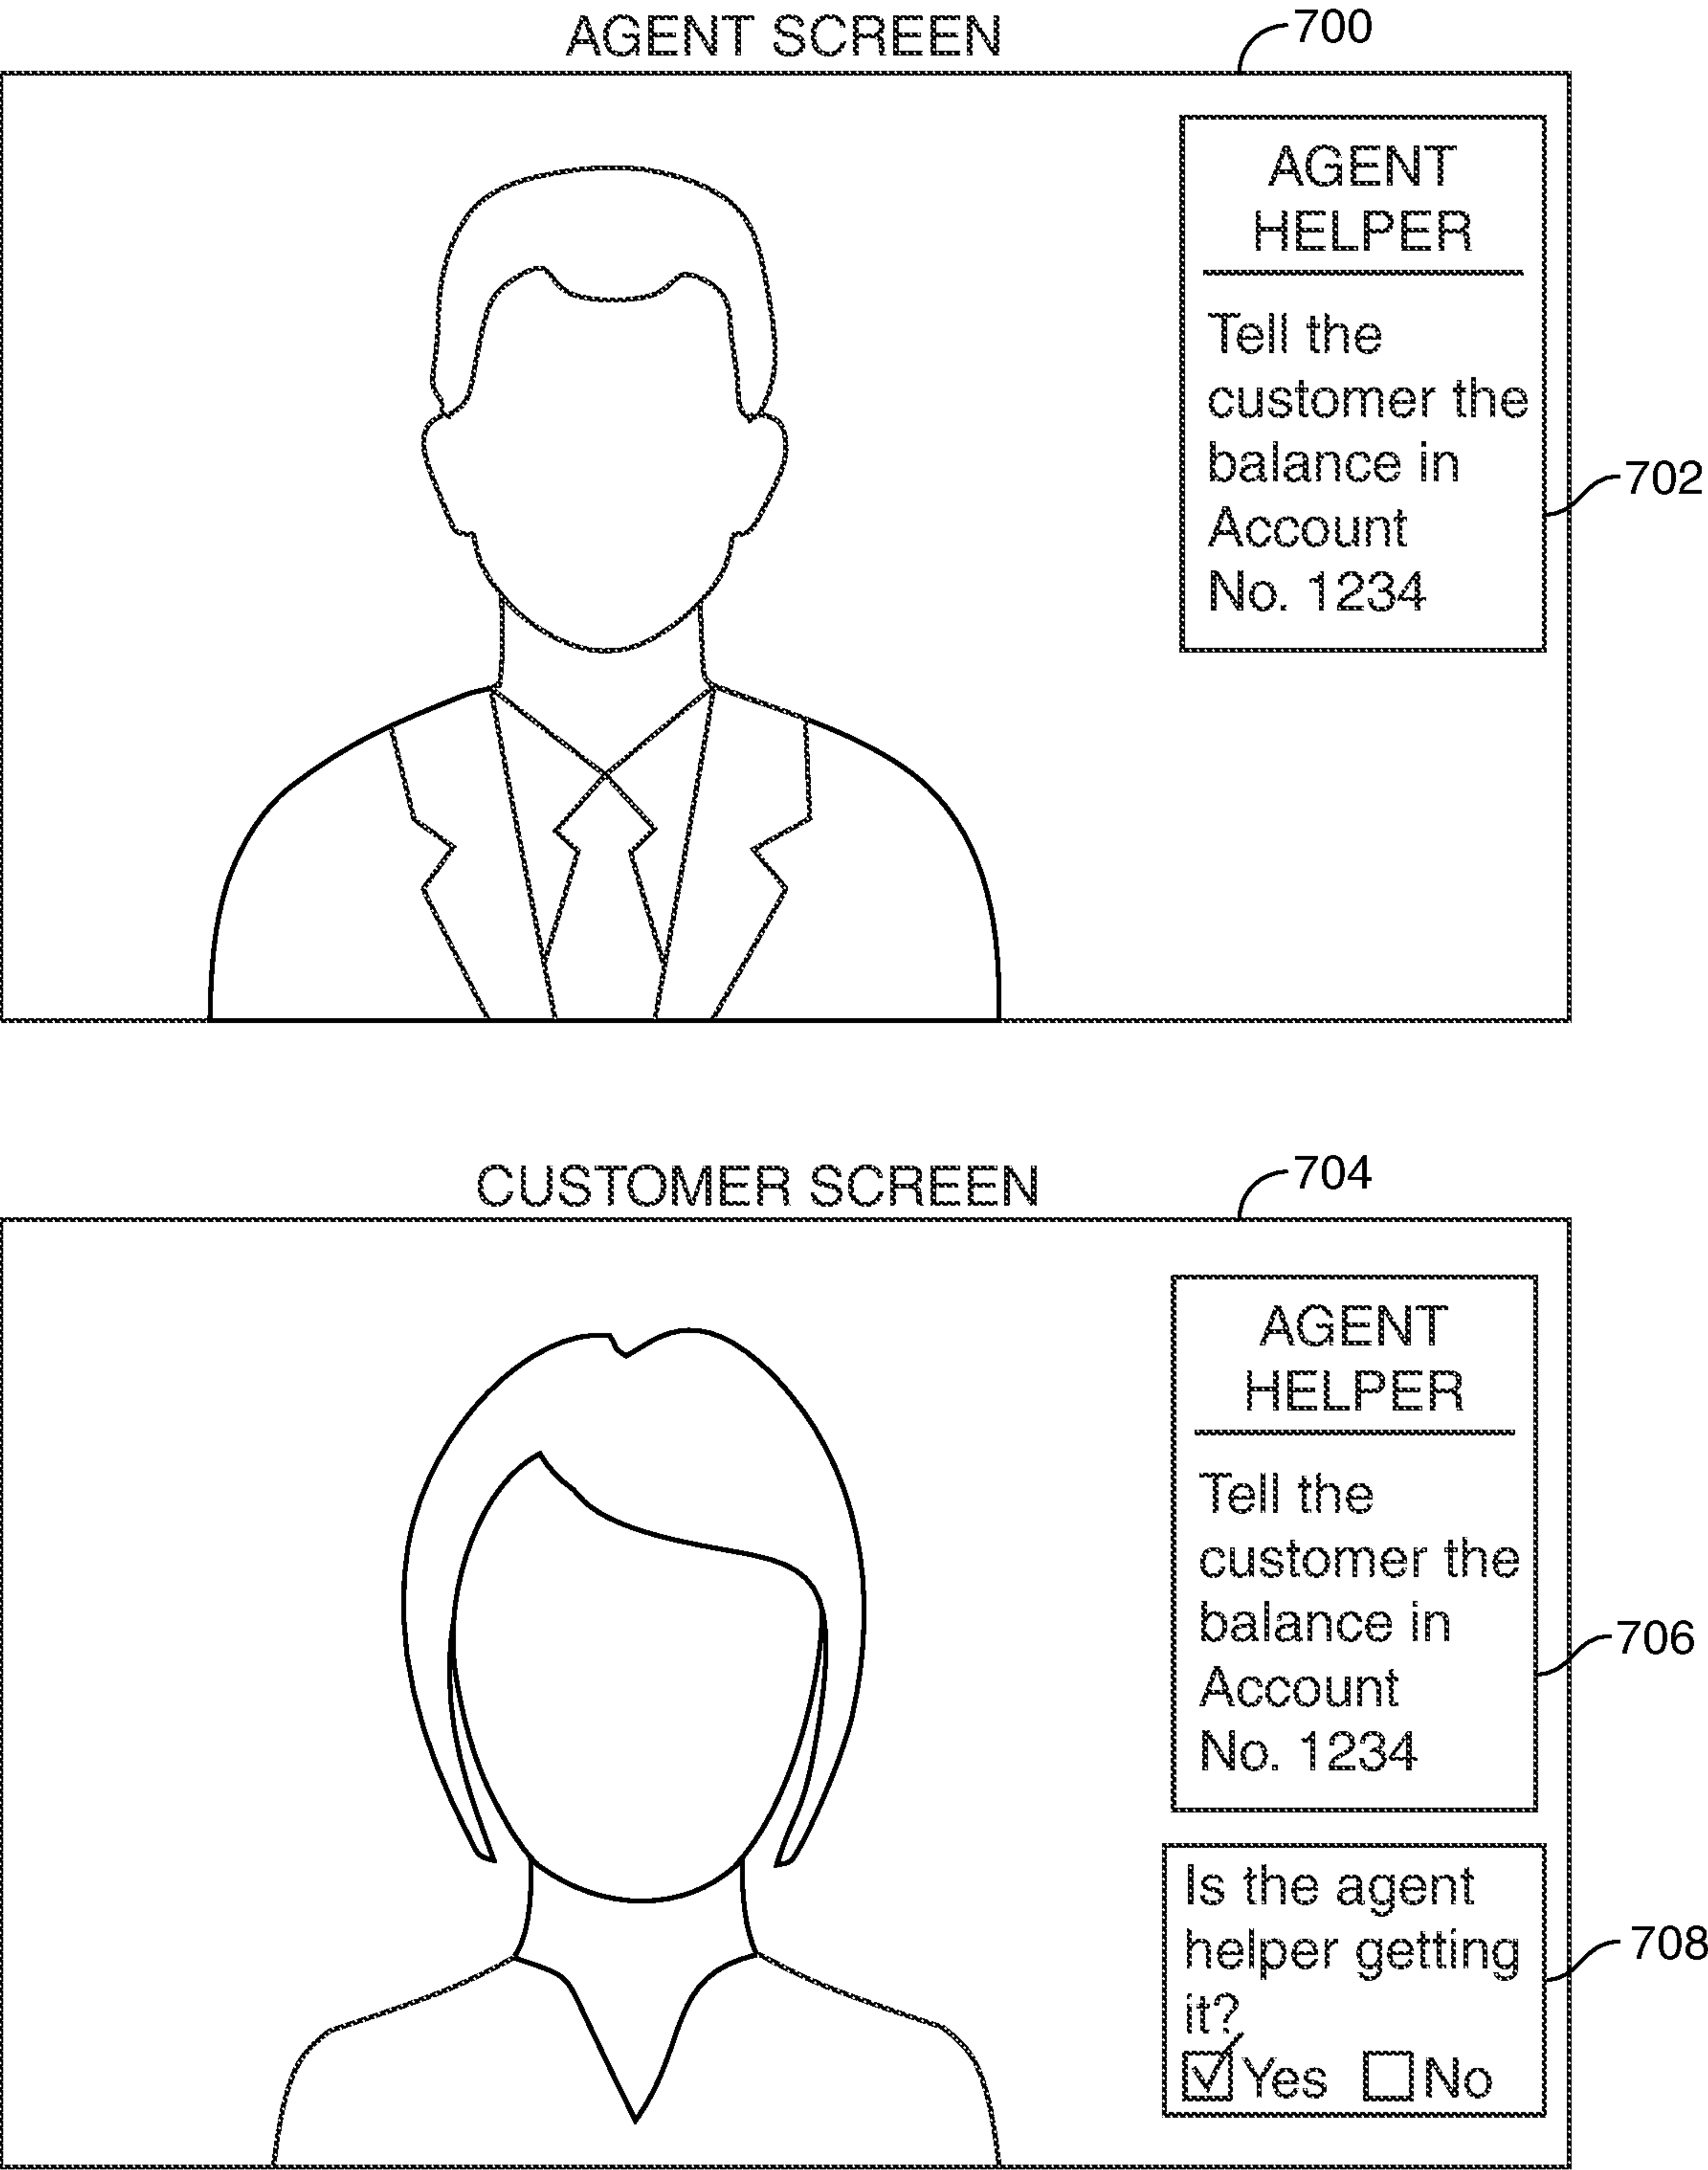 AGENT SCREEN
700
AGENT
HELPER
Tell the
customer the
balance in
Account
No. 1234
702
CUSTOMER SCREEN
704
AGENT
HELPER
Tell the
customer the
balance in
Account
No. 1234
706
Is the agent
helper getting
it?
Yes No
708